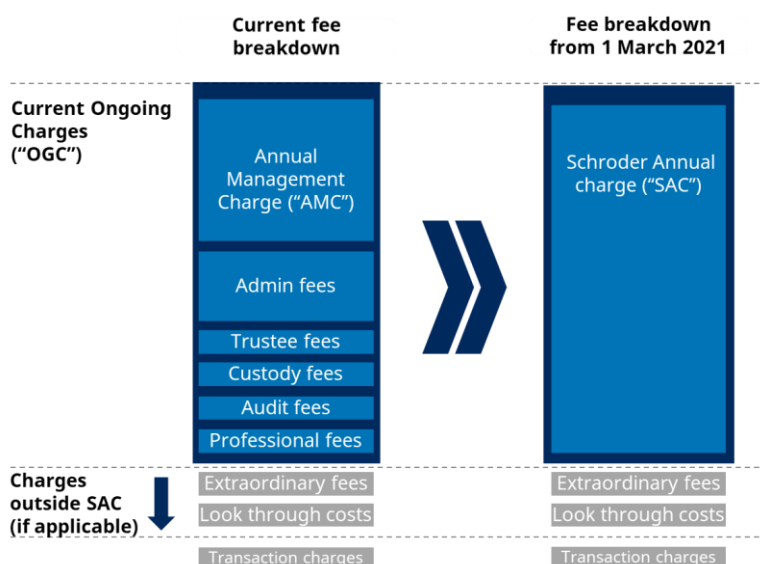 Current fee
breakdown
Fee breakdown
from 1 March 2021
Current Ongoing
Charges
(“OGC”)
Annual
Management
Charge (“AMC”)
Admin fees
Trustee fees
Custody fees
Audit fees
Professional fees
Schroder Annual
charge (“SAC”)
Charges
outside SAC
(if applicable)
Extraordinary fees
Look through costs
Transaction charges
Extraordinary fees
Look through costs
Transaction charges